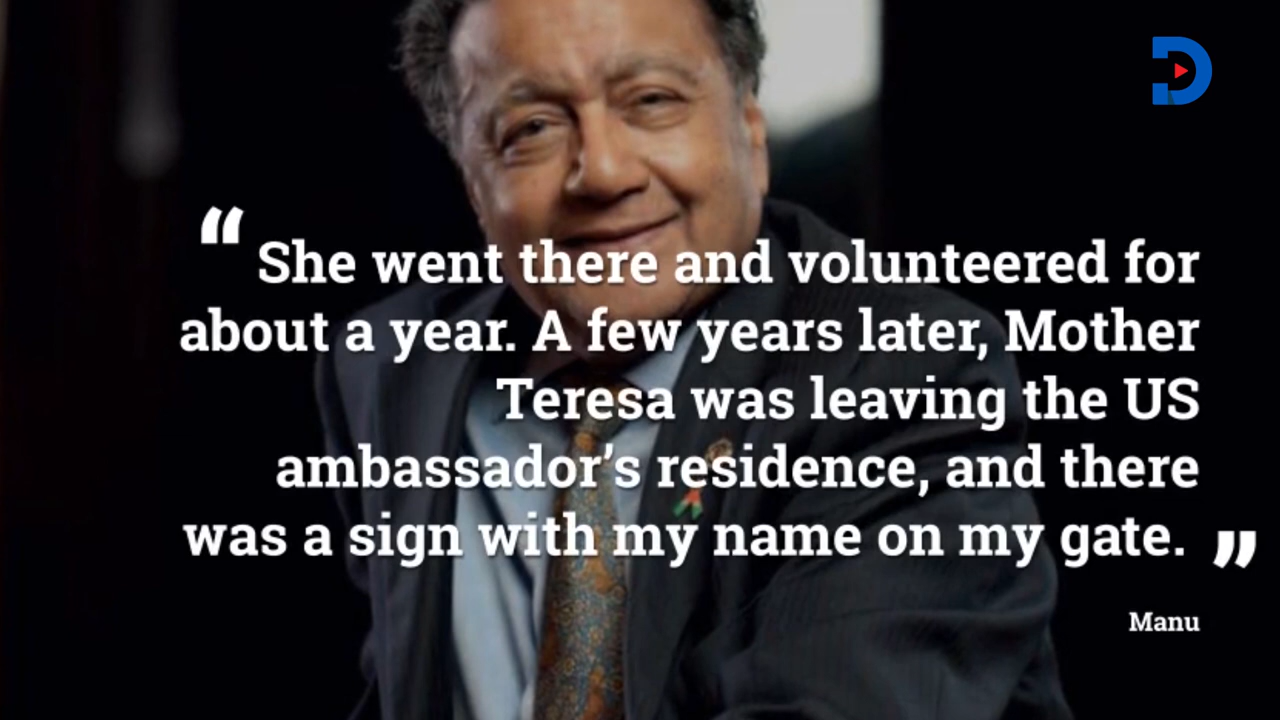 “ She went there and volunteered for
about a year. A few years later, Mother
Teresa was leaving the US
ambassador’s residence, and there
was a sign with my name on my gate. ”
Manu